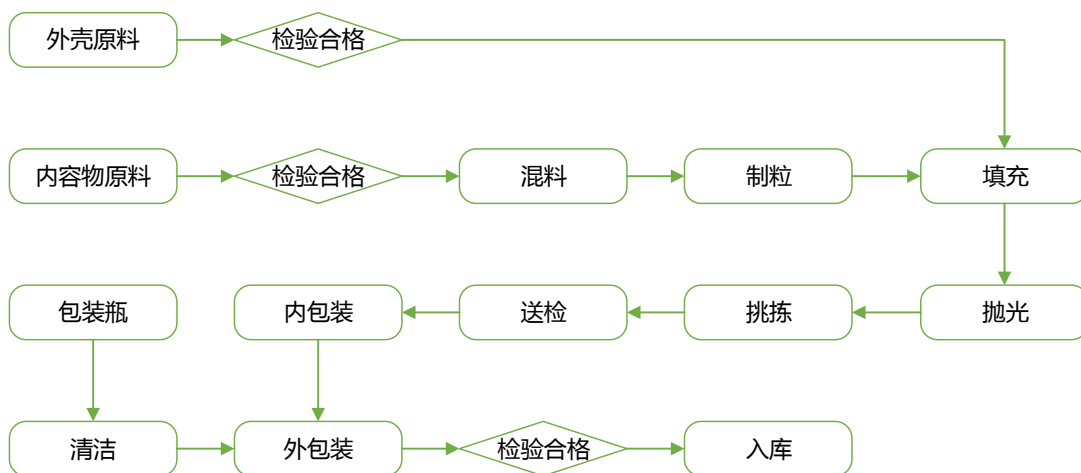 外壳原料
检验合格
内容物原料
检验合格
混料
制粒
填充
包装瓶
内包装
送检
挑拣
抛光
清洁
外包装
检验合格
入库